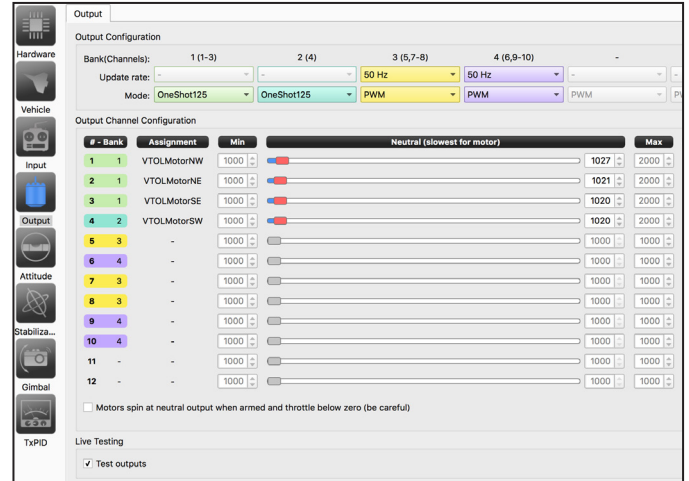 Output
Output Configuration
Bank(Channels): 1 (1-3) 2 (4) 3 (5,7-8) 4 (6,9-10) -
Update rate: - - 50 Hz 50 Hz - -
Mode: OneShot125 OneShot125 PWM PWM PWM
Output Channel Configuration
# - Bank Assignment Min Neutral (slowest for motor) Max
1 1 VTOLMotorNW 1000 1027 2000
2 1 VTOLMotorNE 1000 1021 2000
3 1 VTOLMotorSE 1000 1020 2000
4 2 VTOLMotorSW 1000 1020 2000
5 3 - 1000 1000 1000
6 4 - 1000 1000 1000
7 3 - 1000 1000 1000
8 3 - 1000 1000 1000
9 4 - 1000 1000 1000
10 4 - 1000 1000 1000
11 - - 1000 1000 1000
12 - - 1000 1000 1000
Motors spin at neutral output when armed and throttle below zero (be careful)
Live Testing
Test outputs
Hardware
Vehicle
Input
Output
Attitude
Stabiliza...
Gimbal
TxPID